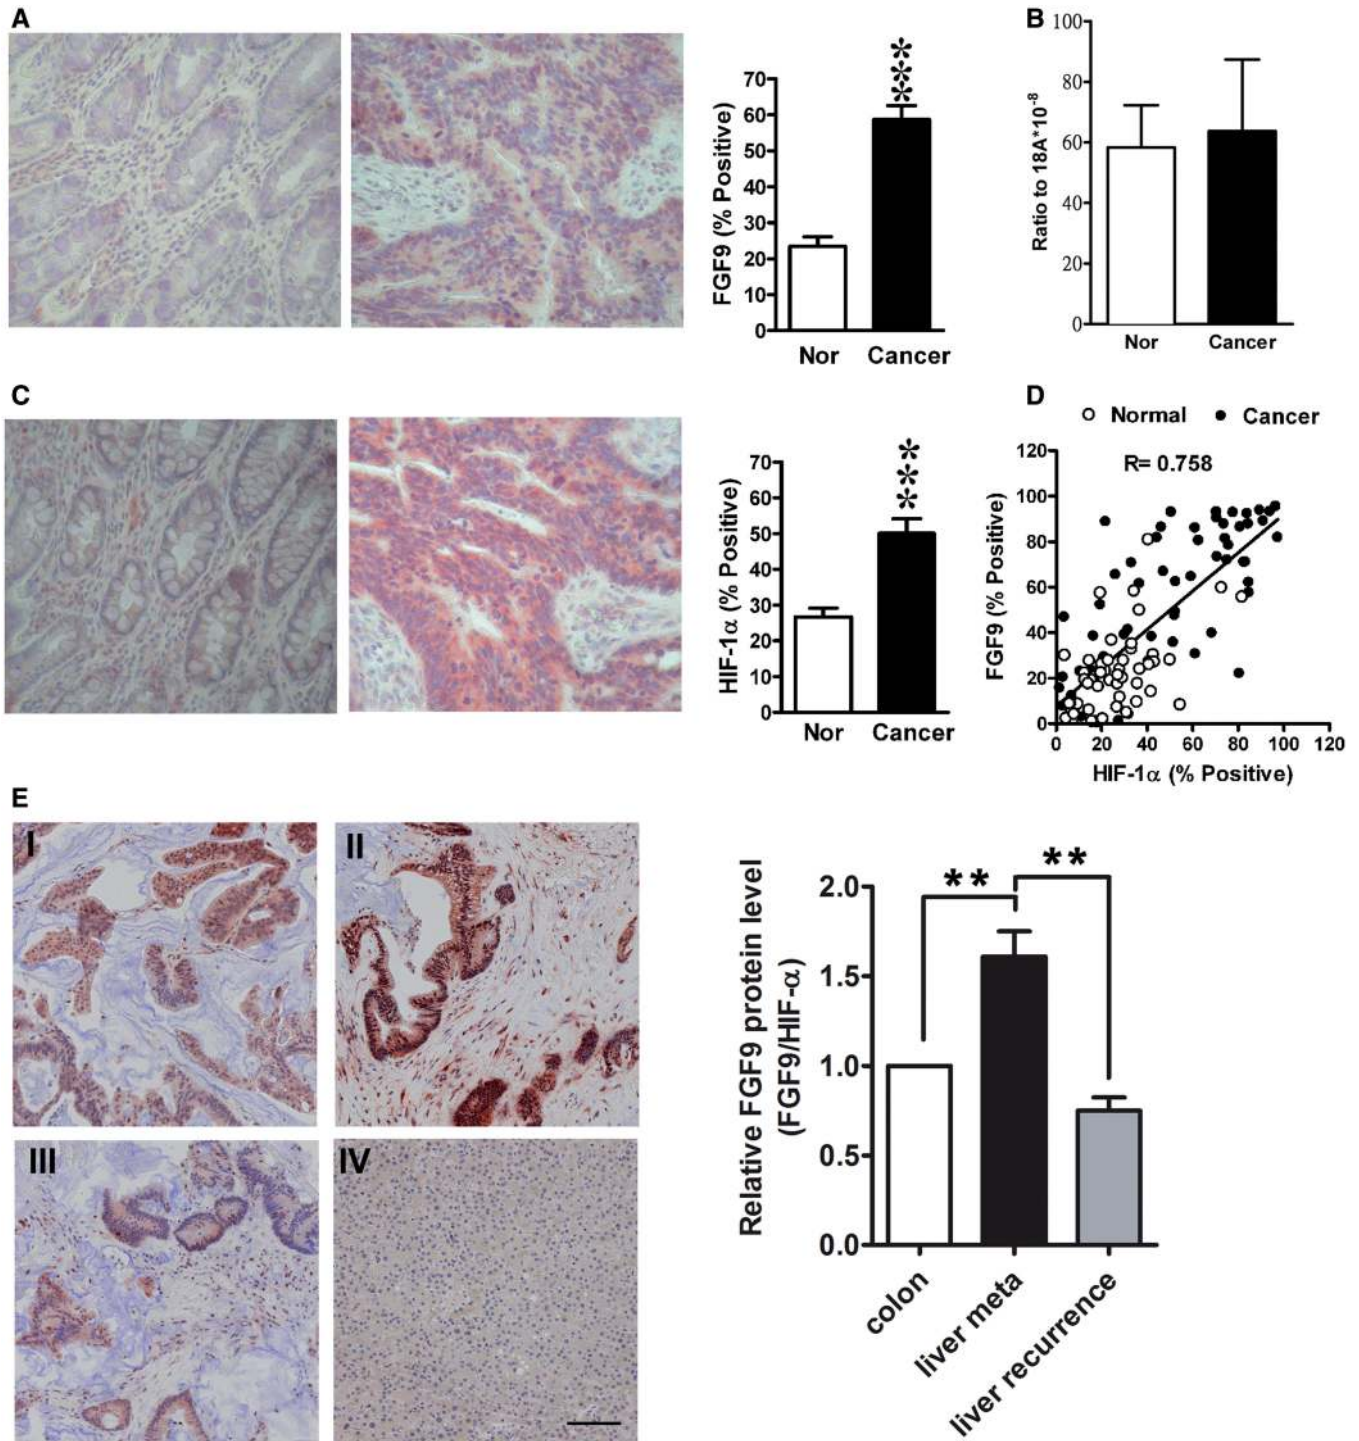 A
B
FGF9 (% Positive)
70
60
50
40
30
20
10
0
***
Nor
Cancer
Ratio to 18A*10⁻⁸
100
80
60
40
20
0
Nor
Cancer
C
D
HIF-1α (% Positive)
70
60
50
40
30
20
10
0
***
Nor
Cancer
Normal
Cancer
R= 0.758
FGF9 (% Positive)
120
100
80
60
40
20
0
0 20 40 60 80 100 120
HIF-1α (% Positive)
E
I
II
III
IV
Relative FGF9 protein level
(FGF9/HIF-α)
2.0
1.5
1.0
0.5
0.0
**
**
colon
liver meta
liver recurrence